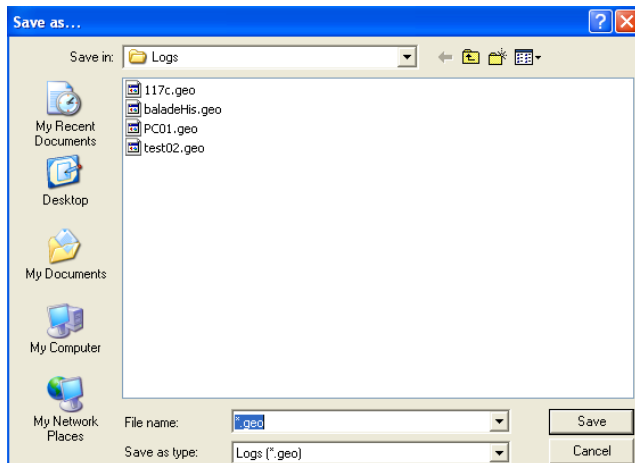 Save as...
Save in: Logs
117c.geo
baladeHis.geo
PC01.geo
test02.geo
My Recent
Documents
Desktop
My Documents
My Computer
My Network
Places
File name: *.geo
Save
Save as type: Logs (*.geo)
Cancel